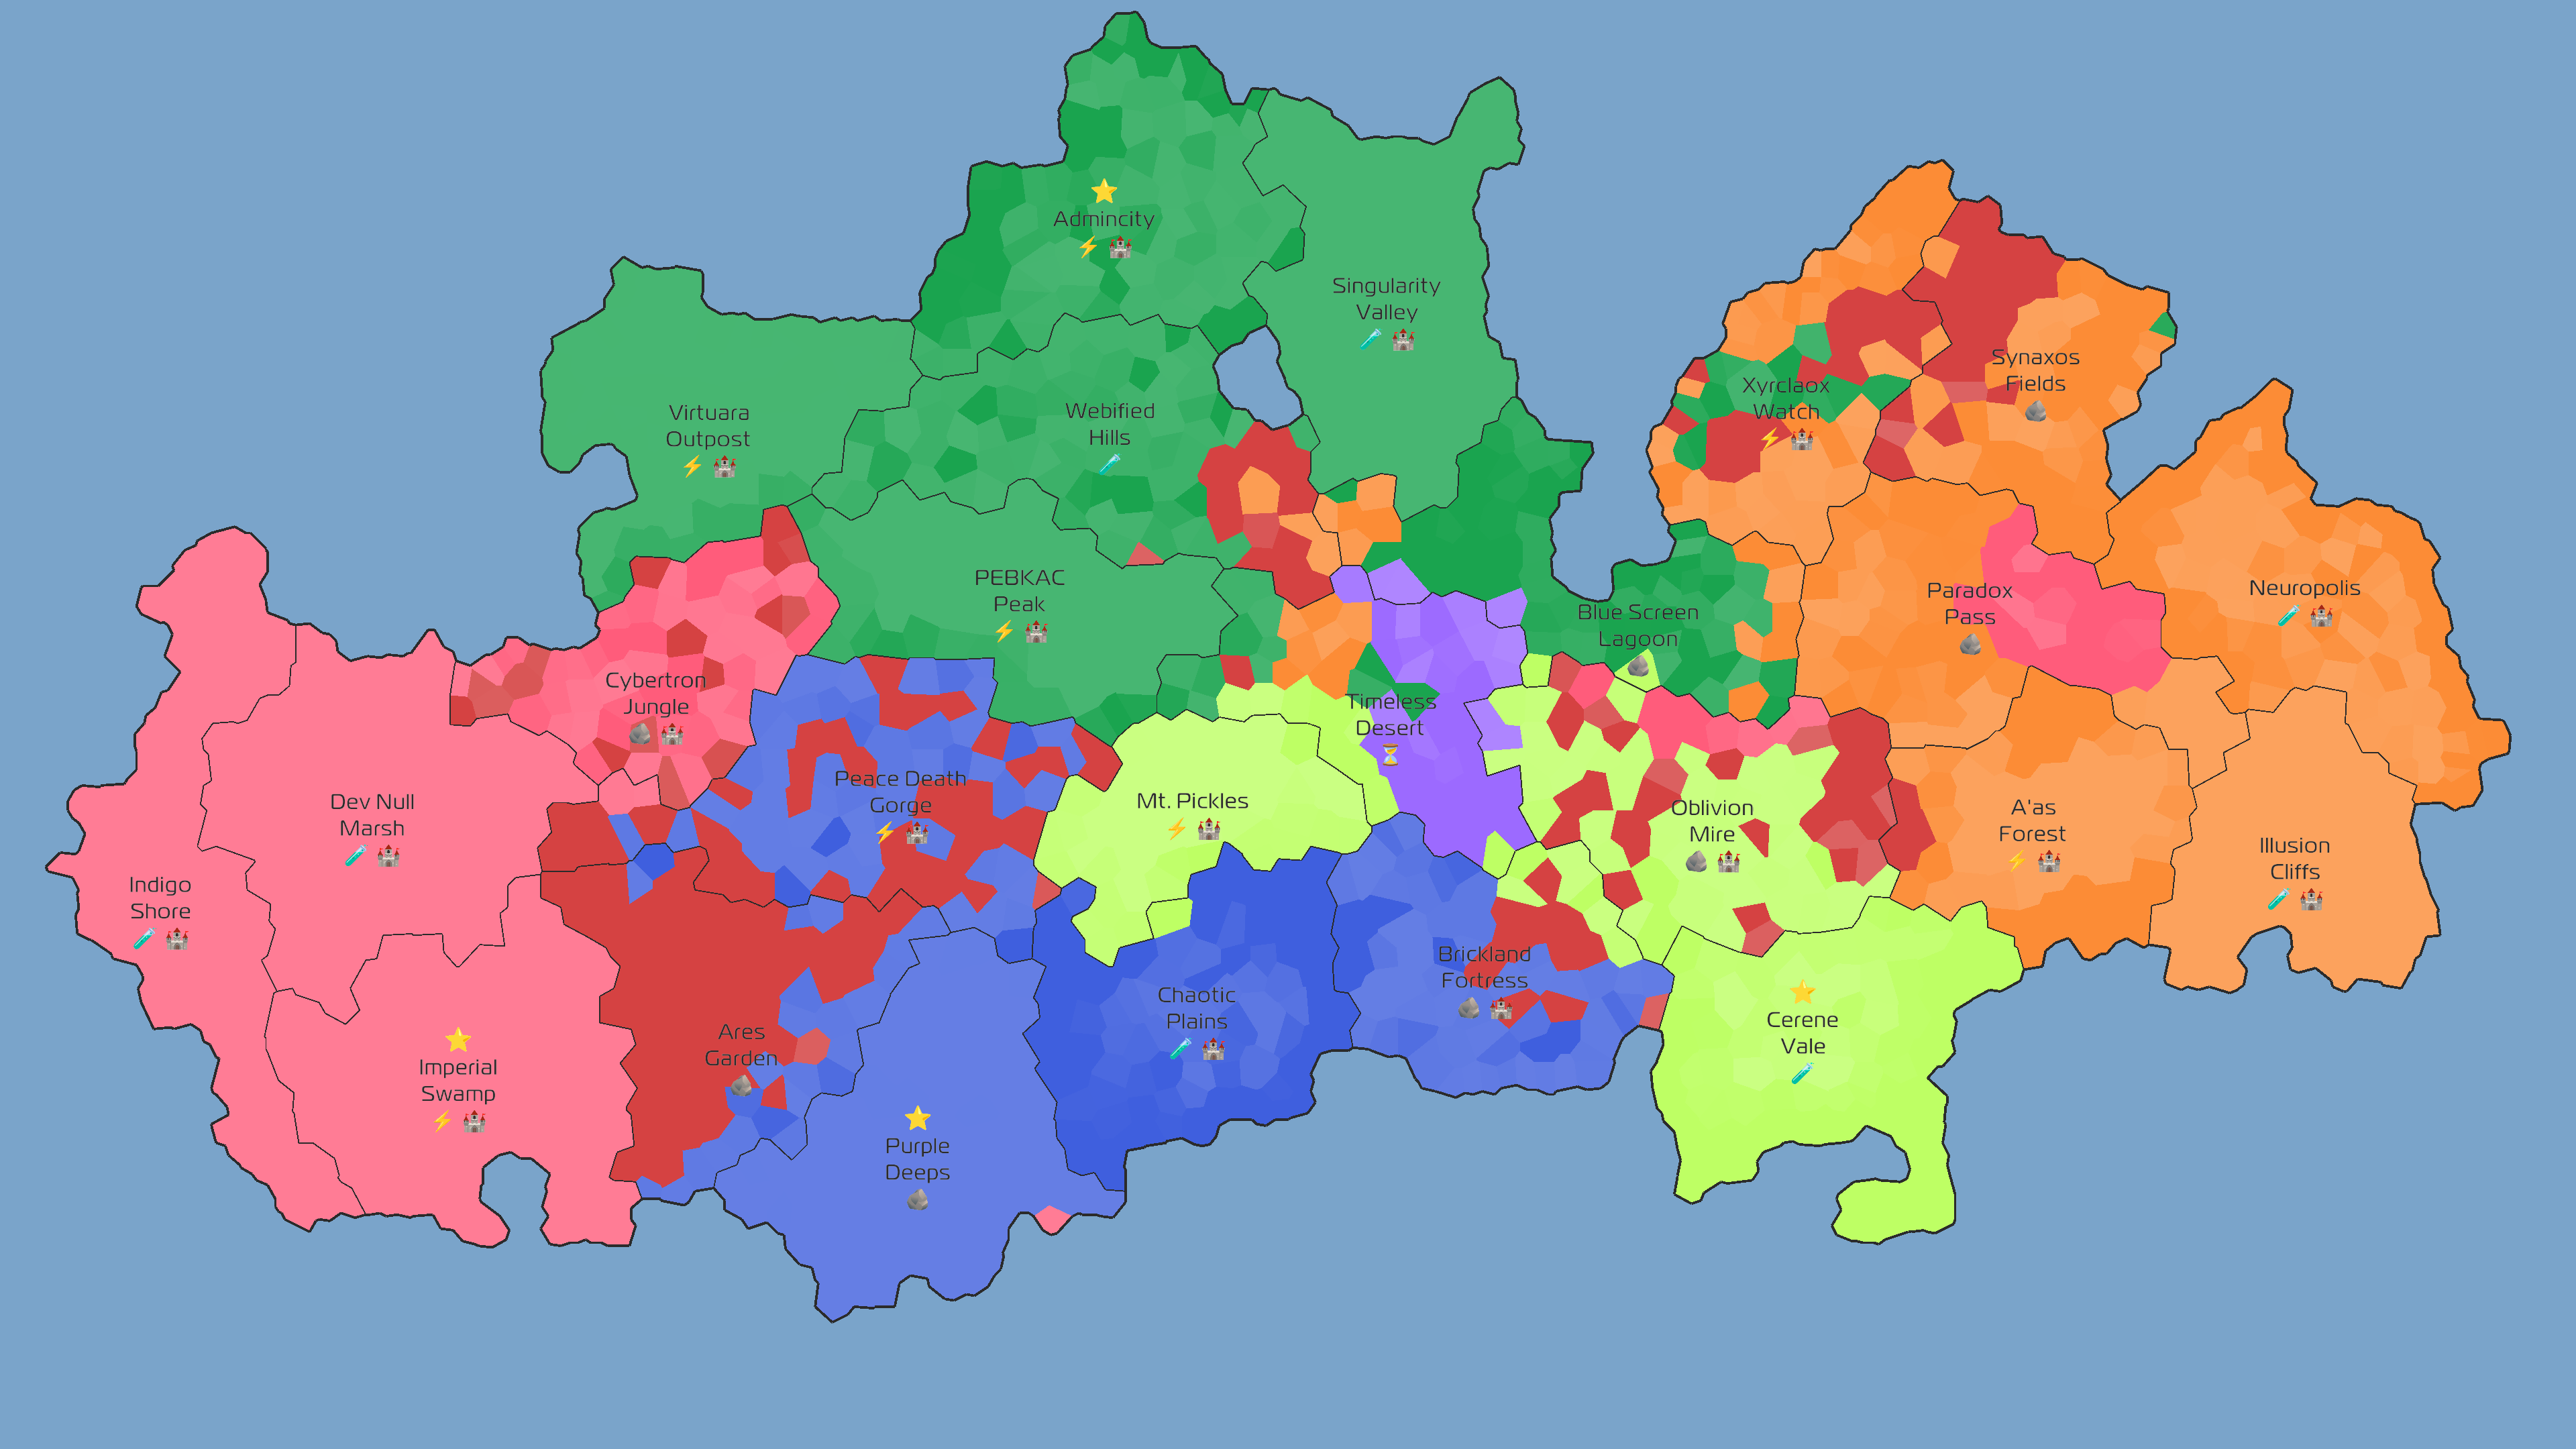 Admincity
Singularity
Valley
Virtuara
Outpost
Webified
Hills
Xyrclaox
Watch
Synaxos
Fields
PEBKAC
Peak
Blue Screen
Lagoon
Paradox
Pass
Neuropolis
Cybertron
Jungle
Timeless
Desert
Peace Death
Gorge
Mt. Pickles
Dev Null
Marsh
Oblivion
Mire
A'as
Forest
Illusion
Cliffs
Indigo
Shore
Brickland
Fortress
Chaotic
Plains
Cerene
Vale
Ares
Garden
Imperial
Swamp
Purple
Deeps